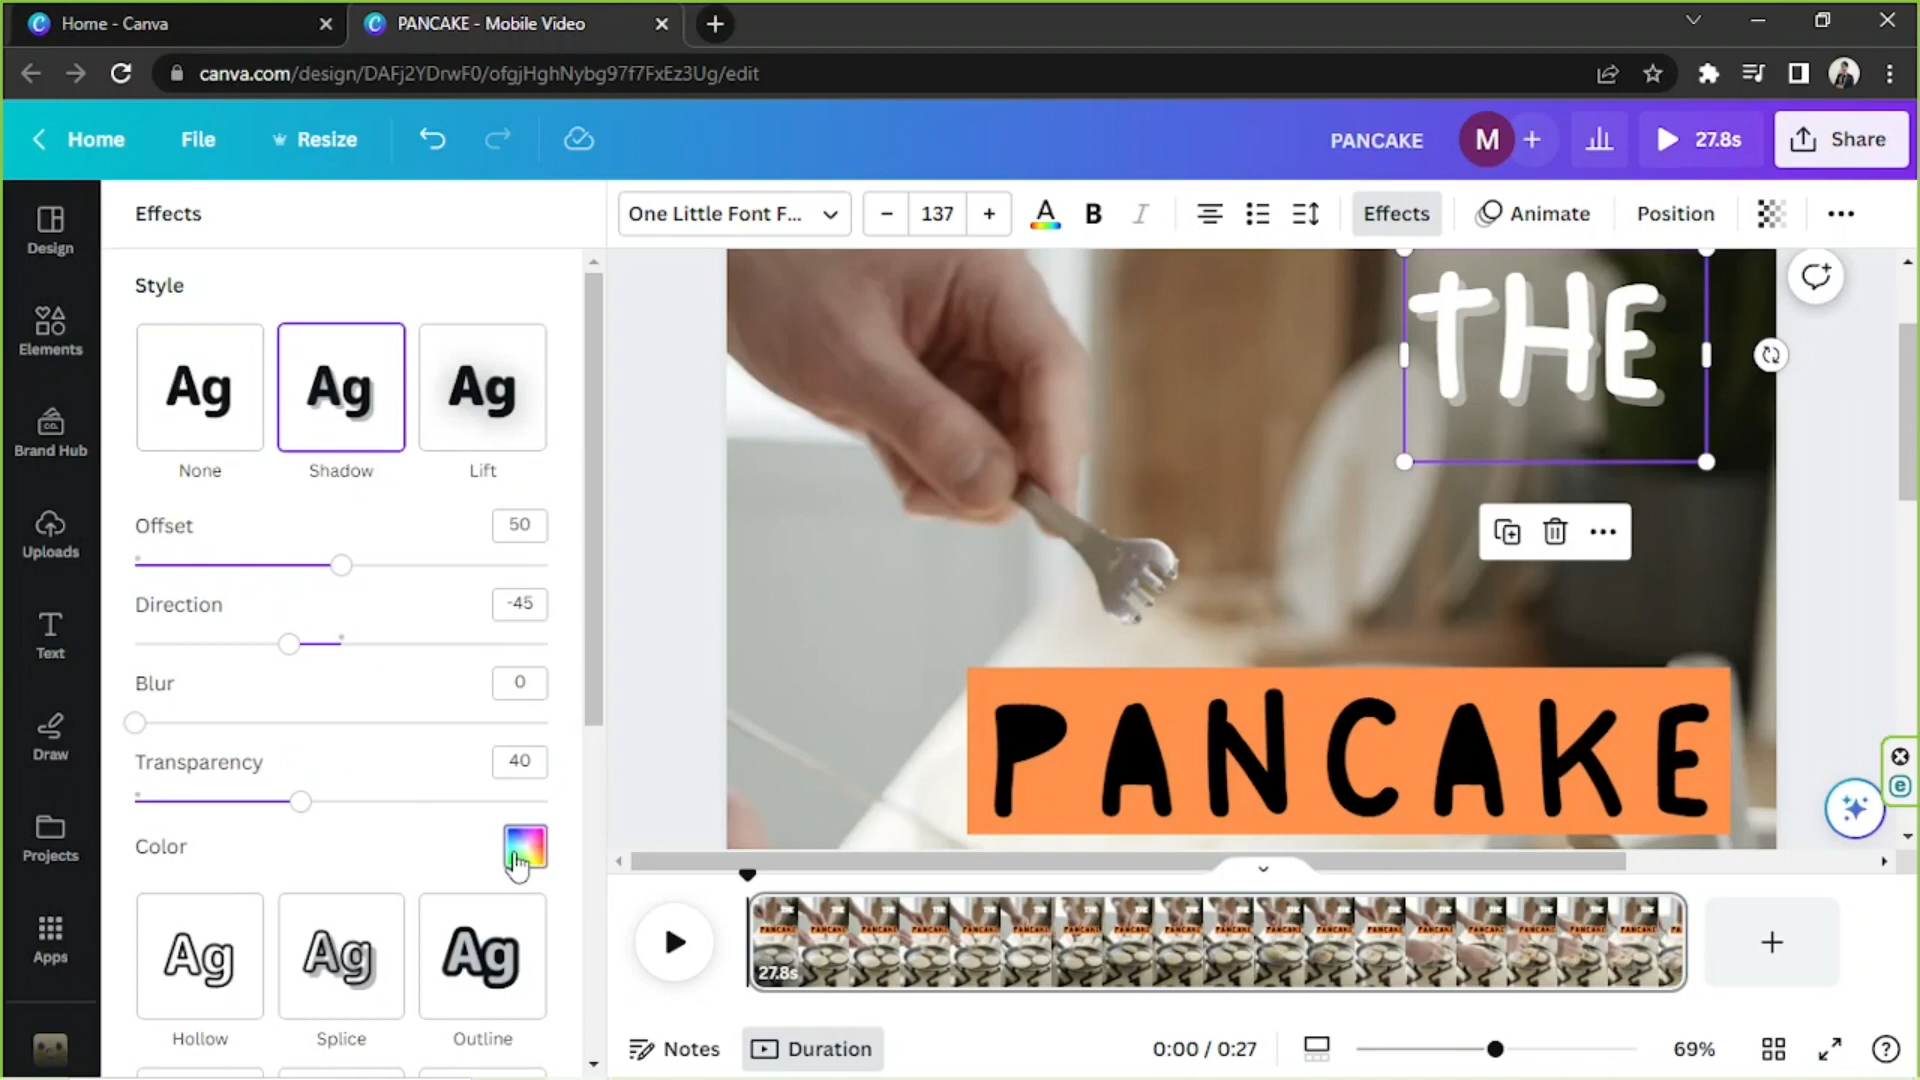 Home - Canva
PANCAKE - Mobile Video
canva.com/design/DAFj2YDrwF0/ofgjHghNybg97f7FxEz3Ug/edit
Home
File
Resize
PANCAKE
M
27.8s
Share
Design
Elements
Brand Hub
Uploads
Text
Draw
Projects
Apps
Effects
Style
Ag
None
Ag
Shadow
Ag
Lift
Offset
50
Direction
-45
Blur
0
Transparency
40
Color
Ag
Hollow
Ag
Splice
Ag
Outline
One Little Font F...
137
A
B
I
Effects
Animate
Position
THE
PANCAKE
27.8s
Notes
Duration
0:00 / 0:27
69%